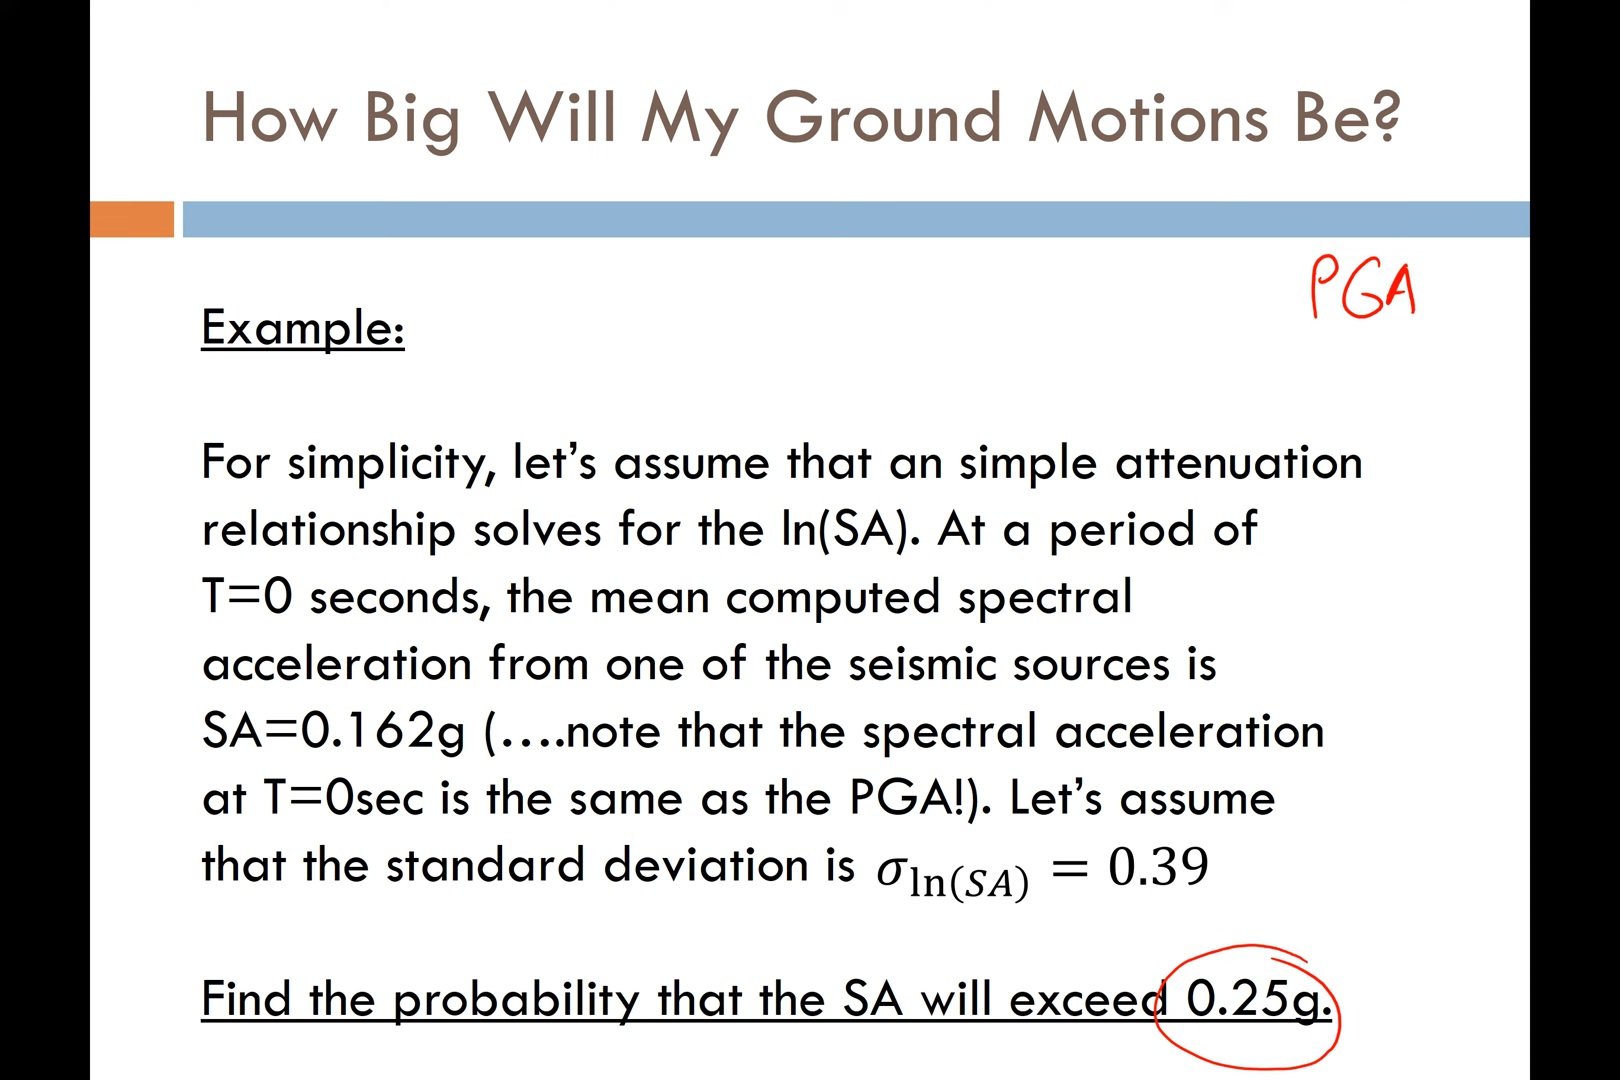 How Big Will My Ground Motions Be?
PGA
Example:
For simplicity, let’s assume that an simple attenuation
relationship solves for the ln(SA). At a period of
T=0 seconds, the mean computed spectral
acceleration from one of the seismic sources is
SA=0.162g (….note that the spectral acceleration
at T=0sec is the same as the PGA!). Let’s assume
that the standard deviation is σln(SA) = 0.39
Find the probability that the SA will exceed 0.25g.